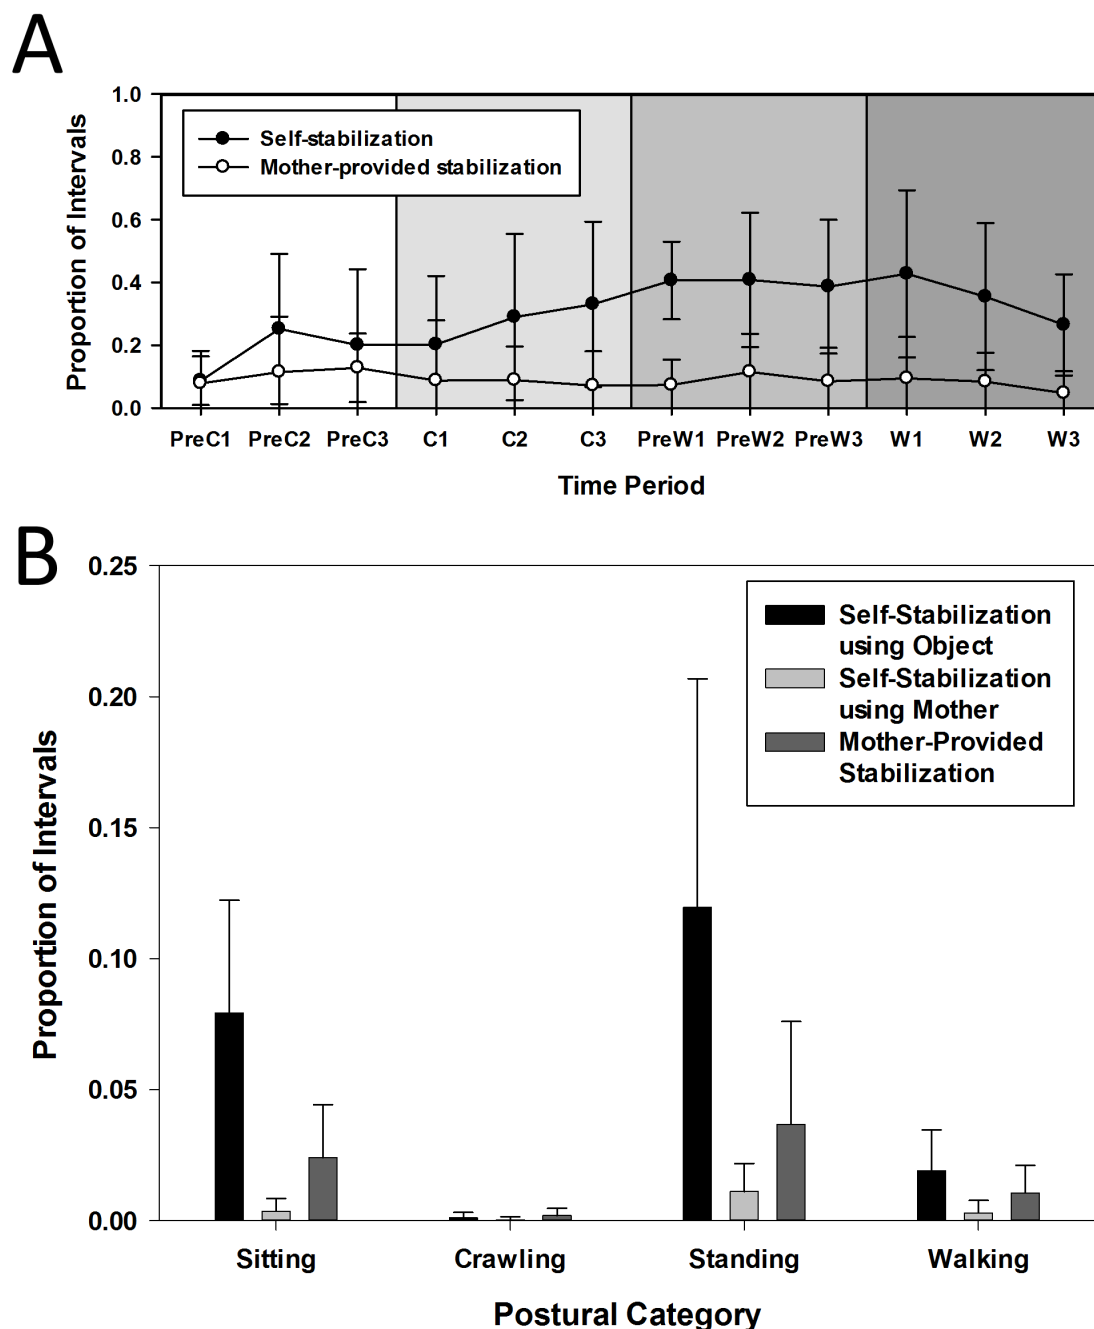 A
1.0
0.8
0.6
0.4
0.2
0.0
Proportion of Intervals
Self-stabilization
Mother-provided stabilization
PreC1 PreC2 PreC3 C1 C2 C3 PreW1 PreW2 PreW3 W1 W2 W3
Time Period
B
0.25
0.20
0.15
0.10
0.05
0.00
Proportion of Intervals
Self-Stabilization
using Object
Self-Stabilization
using Mother
Mother-Provided
Stabilization
Sitting Crawling Standing Walking
Postural Category